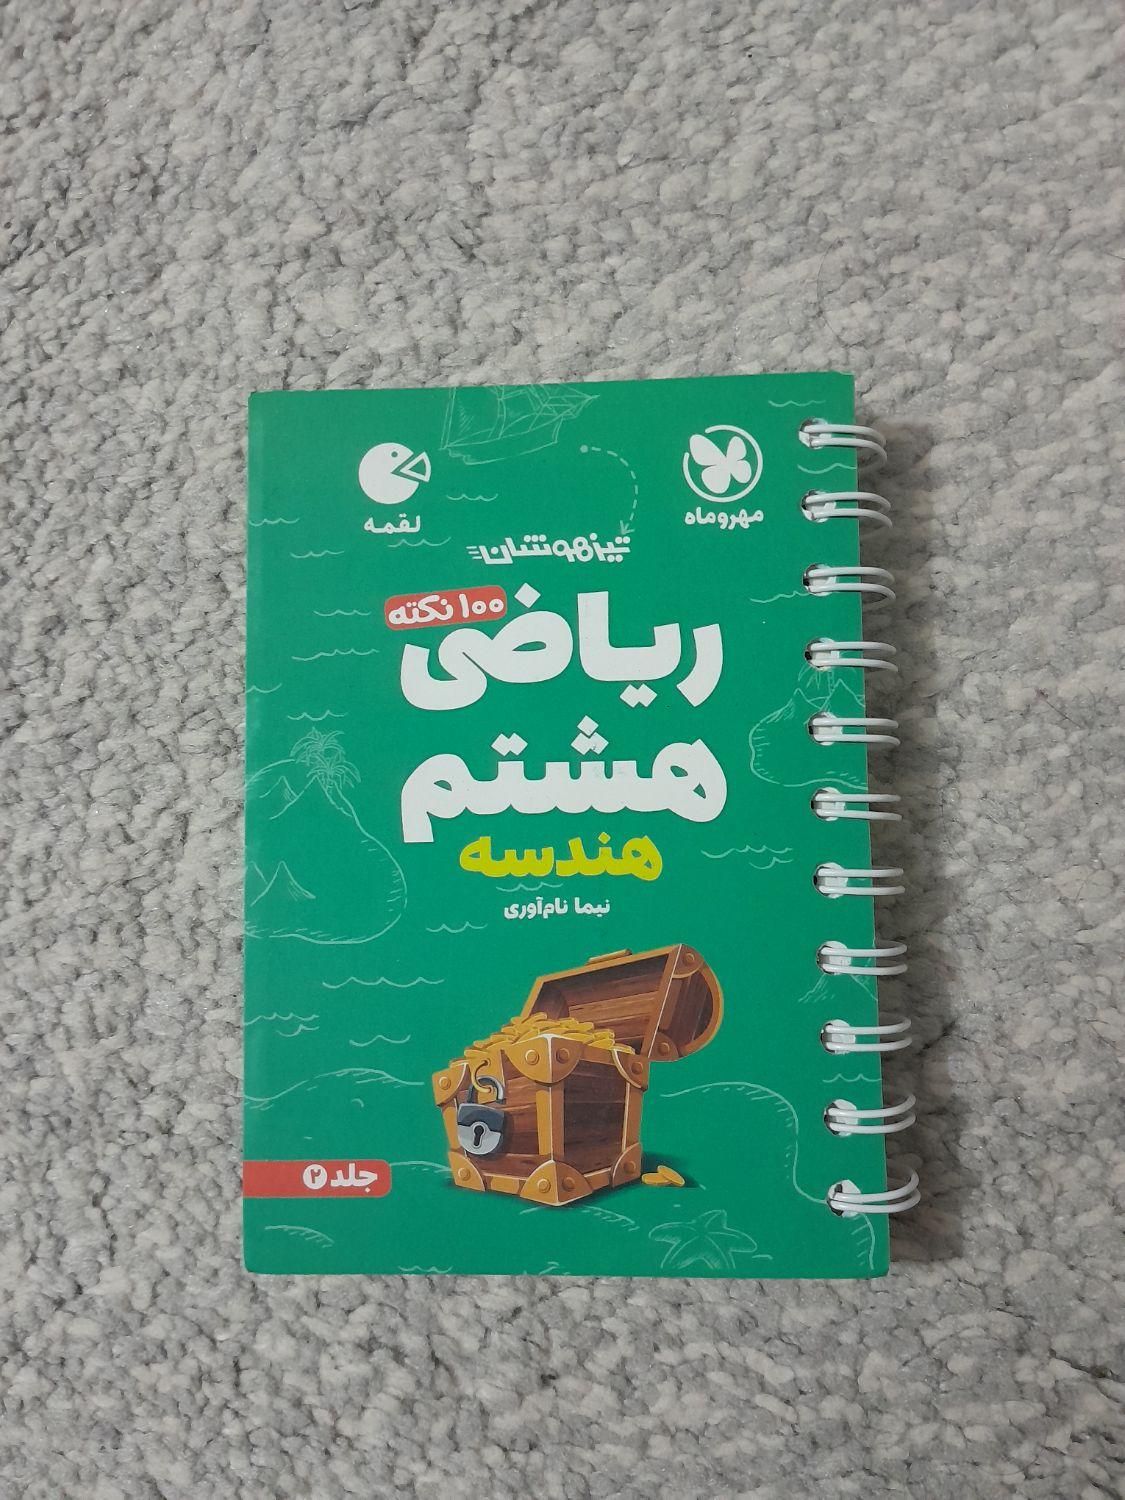 مهروماه
لقمه
تیزهوشان
۱۰۰ نکته
ریاضی
هشتم
هندسه
نیما نام‌آوری
جلد ۲